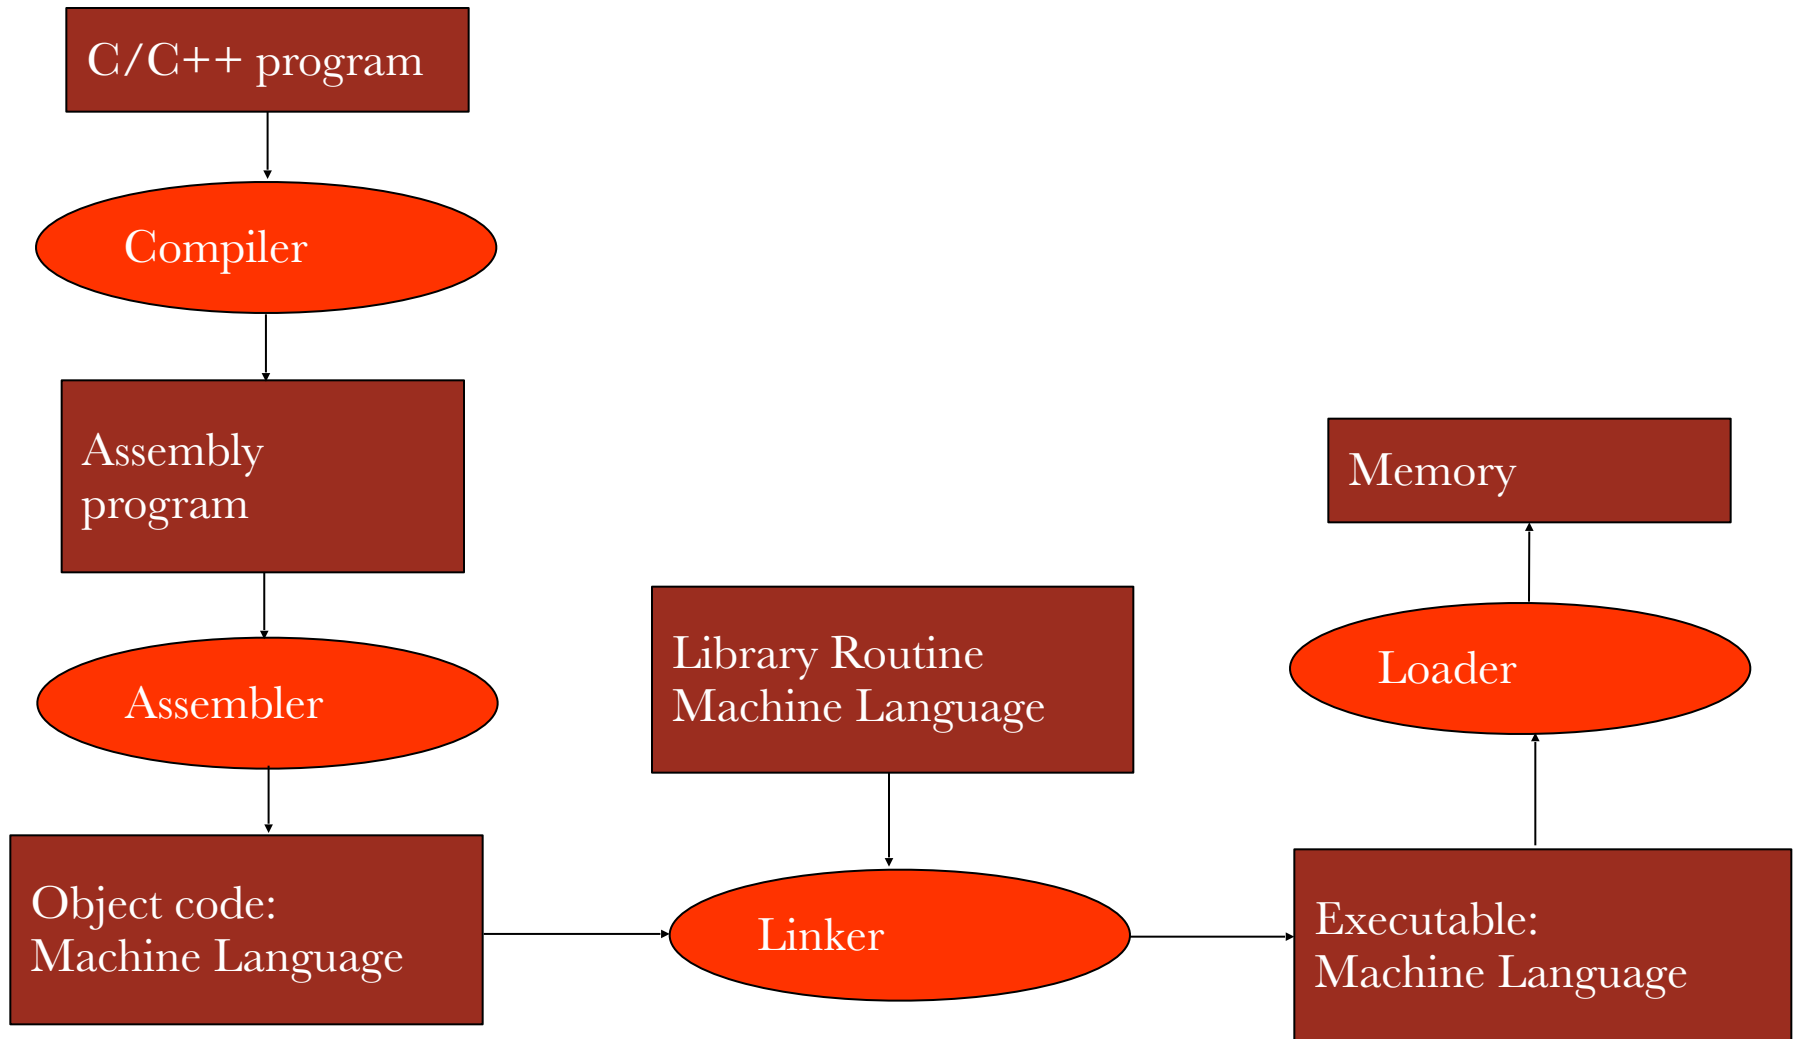 C/C++ program
Compiler
Assembly
program
Assembler
Object code:
Machine Language
Library Routine
Machine Language
Linker
Executable:
Machine Language
Loader
Memory